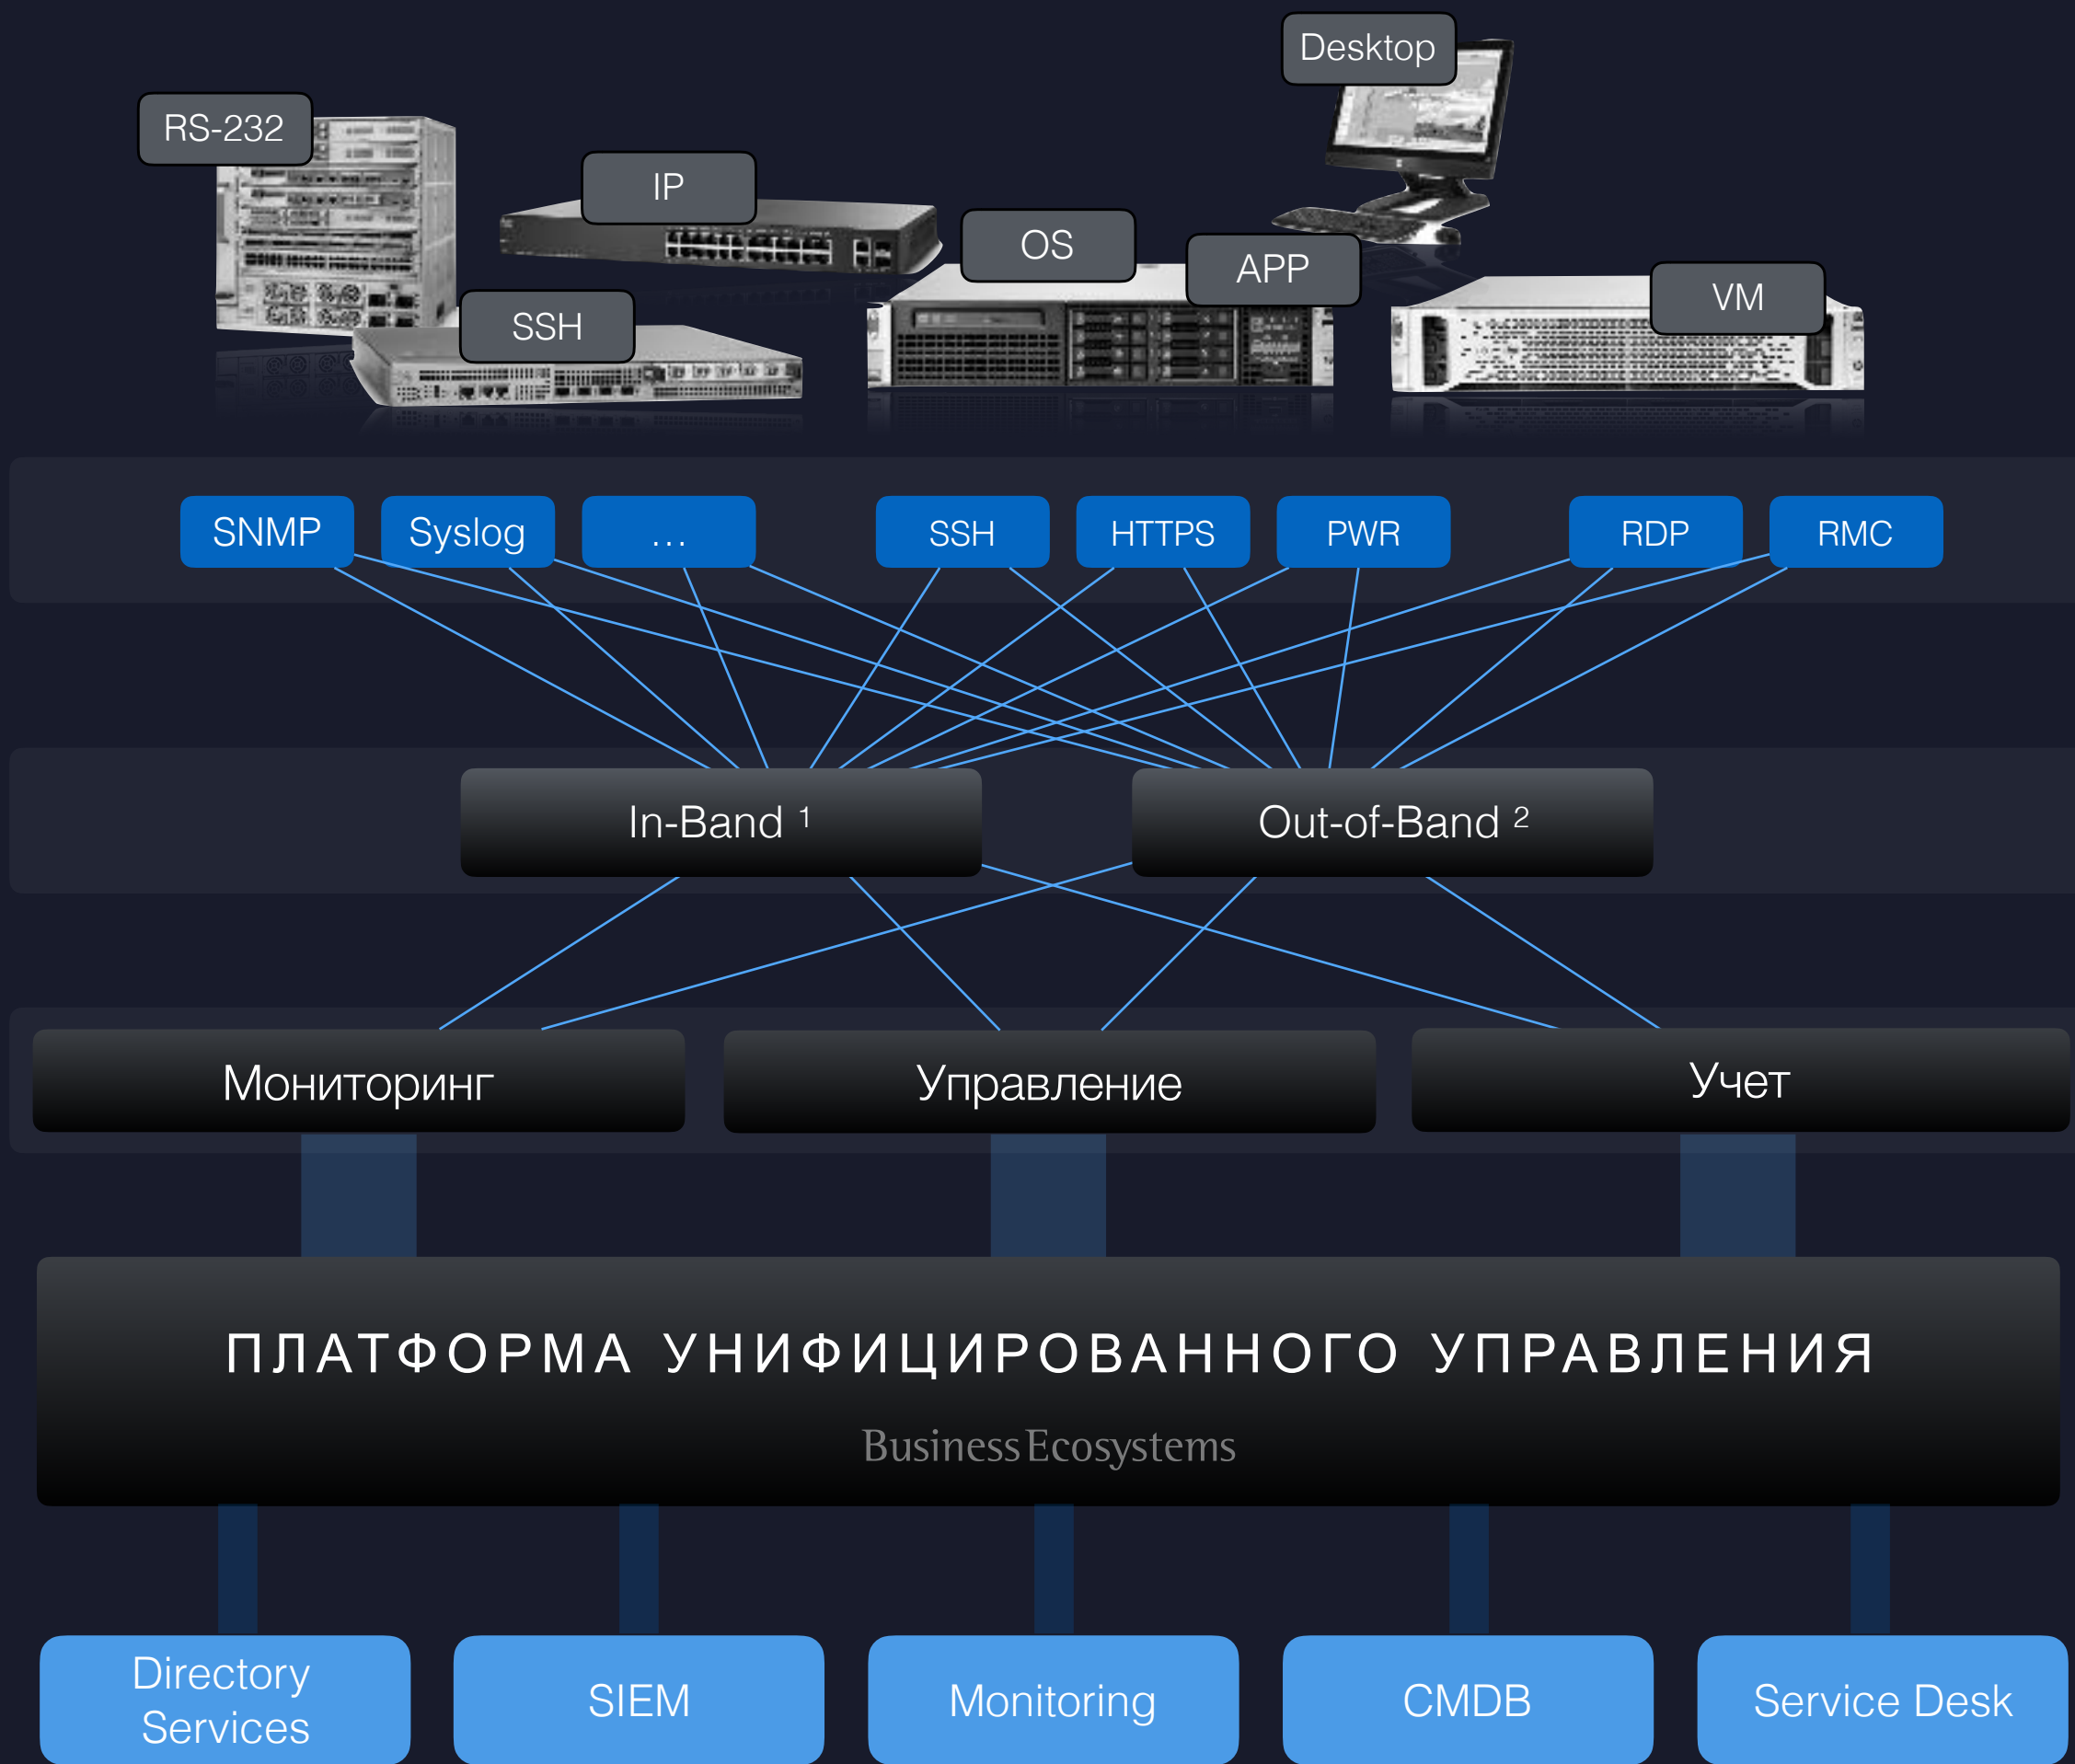 Desktop
RS-232
IP
OS
APP
VM
SSH
SNMP
Syslog
...
SSH
HTTPS
PWR
RDP
RMC
In-Band 1
Out-of-Band 2
Мониторинг
Управление
Учет
ПЛАТФОРМА УНИФИЦИРОВАННОГО УПРАВЛЕНИЯ
Business Ecosystems
Directory
Services
SIEM
Monitoring
CMDB
Service Desk